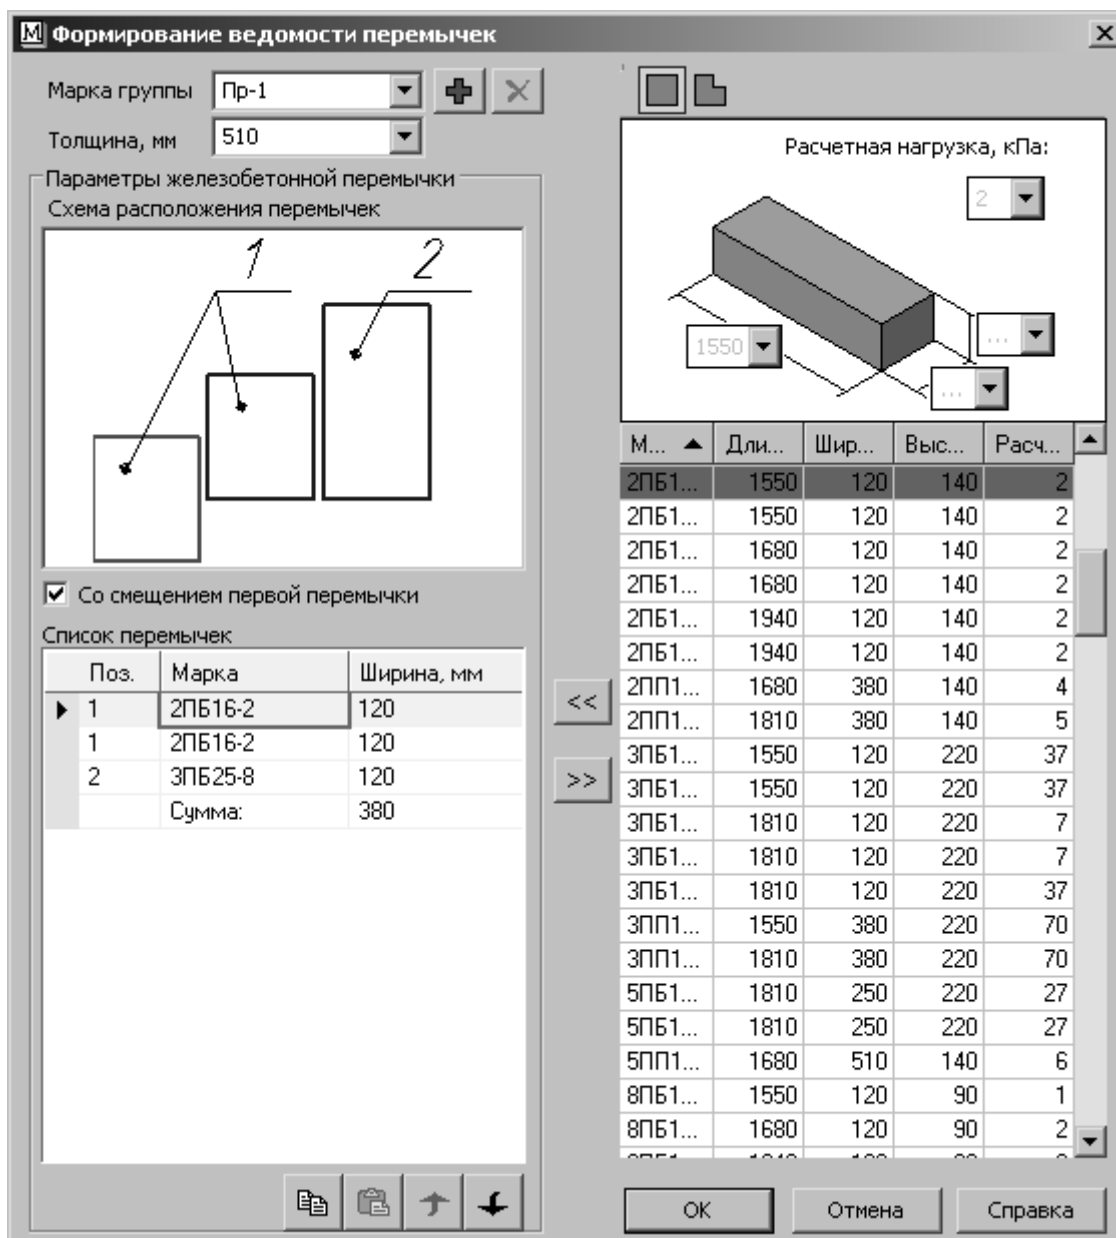 M Формирование ведомости перемычек
Марка группы Пр-1
Толщина, мм 510
Параметры железобетонной перемычки
Схема расположения перемычек
1 2
Со смещением первой перемычки
Список перемычек
Поз. Марка Ширина, мм
1 2ПБ16-2 120
1 2ПБ16-2 120
2 3ПБ25-8 120
Сумма: 380
<< 
>>
Расчетная нагрузка, кПа:
2
1550
...
...
М... Дли... Шир... Выс... Расч...
2ПБ1... 1550 120 140 2
2ПБ1... 1550 120 140 2
2ПБ1... 1680 120 140 2
2ПБ1... 1680 120 140 2
2ПБ1... 1940 120 140 2
2ПБ1... 1940 120 140 2
2ПП1... 1680 380 140 4
2ПП1... 1810 380 140 5
3ПБ1... 1550 120 220 37
3ПБ1... 1550 120 220 37
3ПБ1... 1810 120 220 7
3ПБ1... 1810 120 220 7
3ПБ1... 1810 120 220 37
3ПП1... 1550 380 220 70
3ПП1... 1810 380 220 70
5ПБ1... 1810 250 220 27
5ПБ1... 1810 250 220 27
5ПП1... 1680 510 140 6
8ПБ1... 1550 120 90 1
8ПБ1... 1680 120 90 2
ОК Отмена Справка